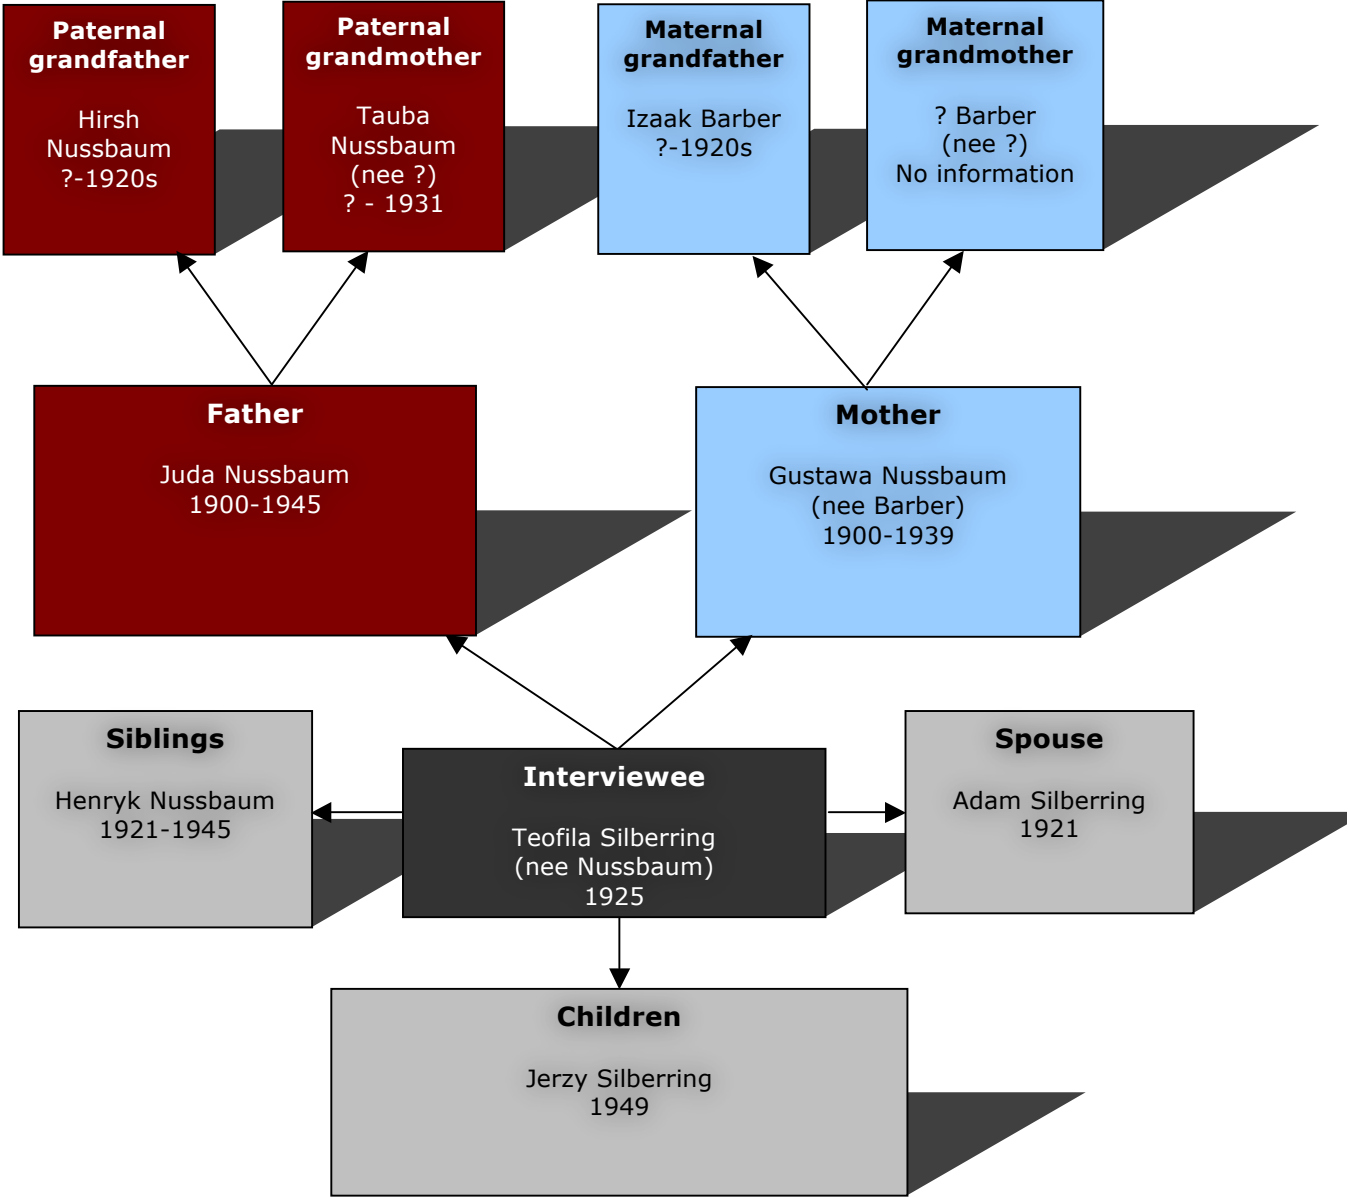 Paternal
grandfather
Hirsh
Nussbaum
?-1920s
Paternal
grandmother
Tauba
Nussbaum
(nee ?)
? - 1931
Maternal
grandfather
Izaak Barber
?-1920s
Maternal
grandmother
? Barber
(nee ?)
No information
Father
Juda Nussbaum
1900-1945
Mother
Gustawa Nussbaum
(nee Barber)
1900-1939
Siblings
Henryk Nussbaum
1921-1945
Interviewee
Teofila Silberring
(nee Nussbaum)
1925
Spouse
Adam Silberring
1921
Children
Jerzy Silberring
1949